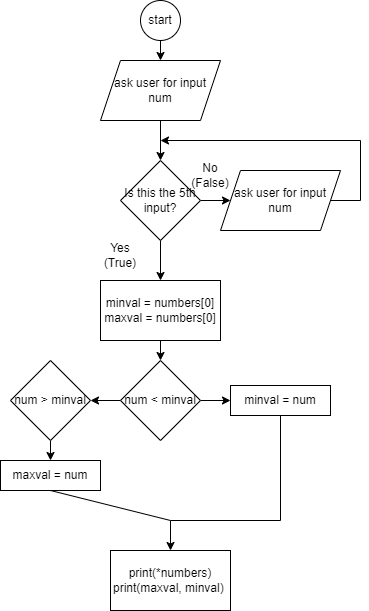 start
ask user for input
num
Is this the 5th
input?
No
(False)
ask user for input
num
Yes
(True)
minval = numbers[0]
maxval = numbers[0]
num > minval
num < minval
minval = num
maxval = num
print(*numbers)
print(maxval, minval)